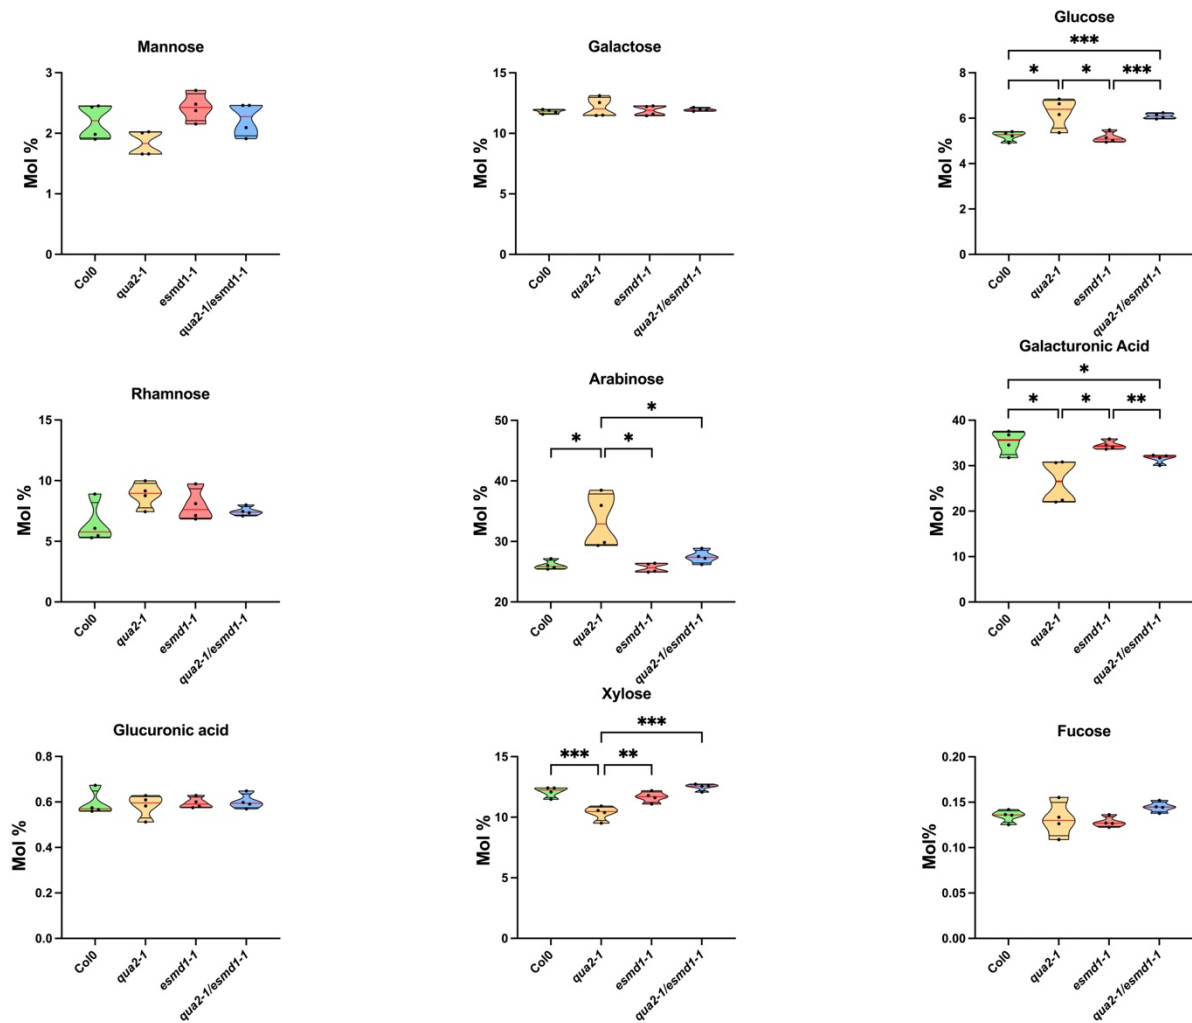 Mannose
Mol %
3
2
1
0
Col0
qua2-1
esmd1-1
qua2-1/esmd1-1
Galactose
Mol %
15
10
5
0
Col0
qua2-1
esmd1-1
qua2-1/esmd1-1
Glucose
***
* * ***
Mol %
8
6
4
2
0
Col0
qua2-1
esmd1-1
qua2-1/esmd1-1
Rhamnose
Mol %
15
10
5
0
Col0
qua2-1
esmd1-1
qua2-1/esmd1-1
Arabinose
*
* *
Mol %
50
40
30
20
Col0
qua2-1
esmd1-1
qua2-1/esmd1-1
Galacturonic Acid
*
* * **
Mol %
40
30
20
10
0
Col0
qua2-1
esmd1-1
qua2-1/esmd1-1
Glucuronic acid
Mol %
0.8
0.6
0.4
0.2
0.0
Col0
qua2-1
esmd1-1
qua2-1/esmd1-1
Xylose
***
*** **
Mol %
15
10
5
0
Col0
qua2-1
esmd1-1
qua2-1/esmd1-1
Fucose
Mol%
0.20
0.15
0.10
0.05
0.00
Col0
qua2-1
esmd1-1
qua2-1/esmd1-1